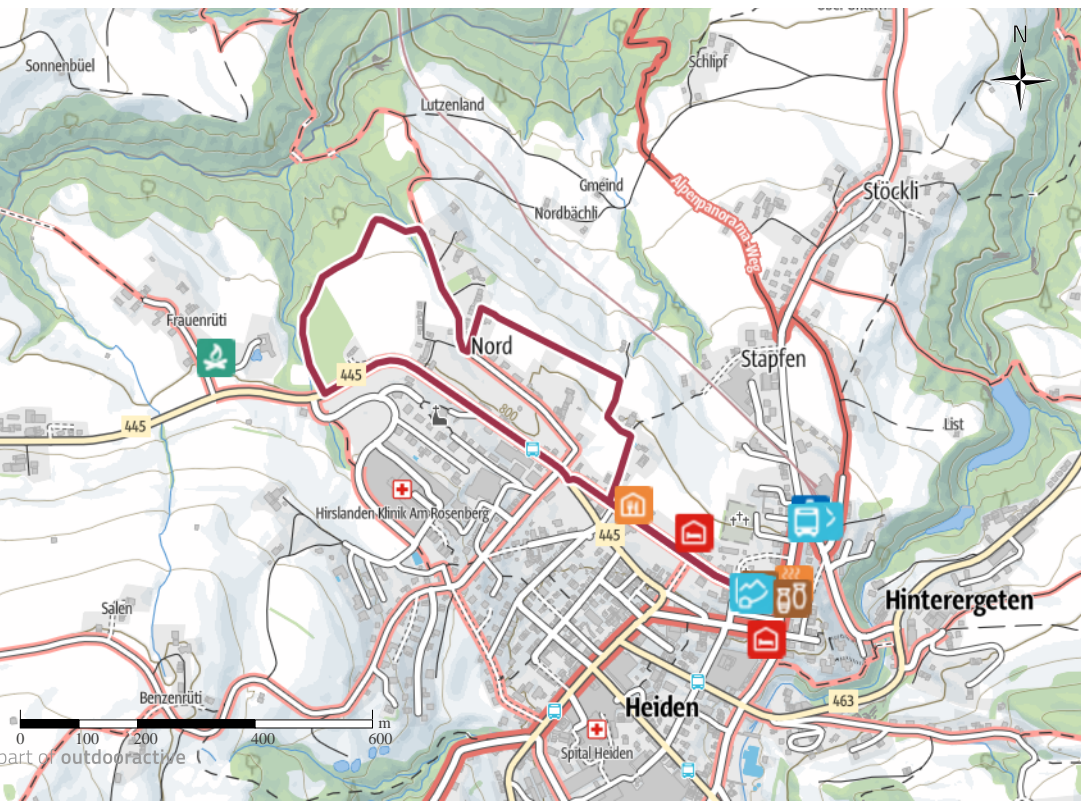 N
Sonnenbüel
Schlipf
Lutzenland
Gmeind
Stöckli
Nordbächli
Alpenpanorama-Weg
Frauenrüti
Nord
Stapfen
445
445
800
List
Hirslanden Klinik Am Rosenberg
445
Hinterergeten
Salen
Benzenrüti
Heiden
463
m
0 100 200 400 600
part of outdooractive
Spital Heiden